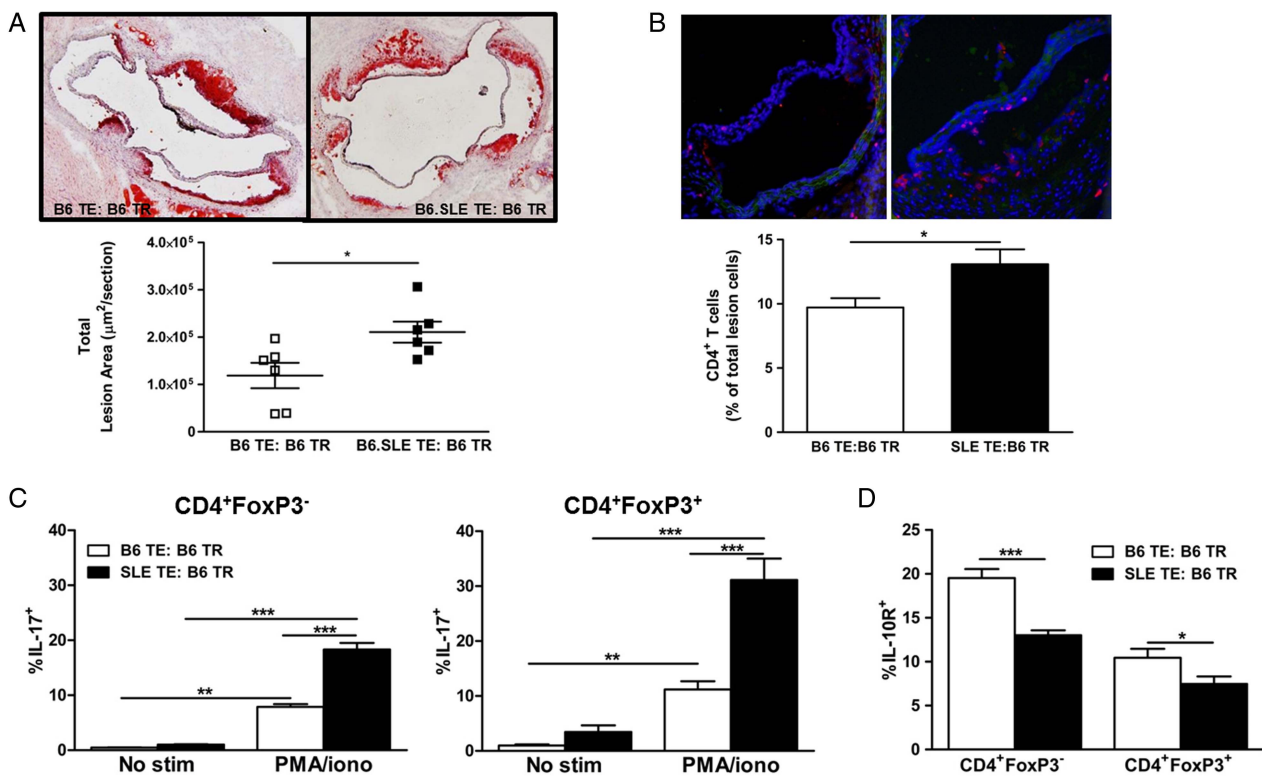 A
B6 TE: B6 TR
B6.SLE TE: B6 TR
4.0×10⁵
3.0×10⁵
2.0×10⁵
1.0×10⁵
0
Total
Lesion Area (μm²/section)
*
B6 TE: B6 TR
B6.SLE TE: B6 TR
B
15
10
5
0
CD4⁺ T cells
(% of total lesion cells)
*
B6 TE:B6 TR
SLE TE:B6 TR
C
CD4⁺FoxP3⁻
40
30
20
10
0
%IL-17⁺
B6 TE: B6 TR
SLE TE: B6 TR
***
***
**
No stim
PMA/iono
CD4⁺FoxP3⁺
40
30
20
10
0
%IL-17⁺
***
***
**
No stim
PMA/iono
D
25
20
15
10
5
0
%IL-10R⁺
B6 TE: B6 TR
SLE TE: B6 TR
***
*
CD4⁺FoxP3⁻
CD4⁺FoxP3⁺